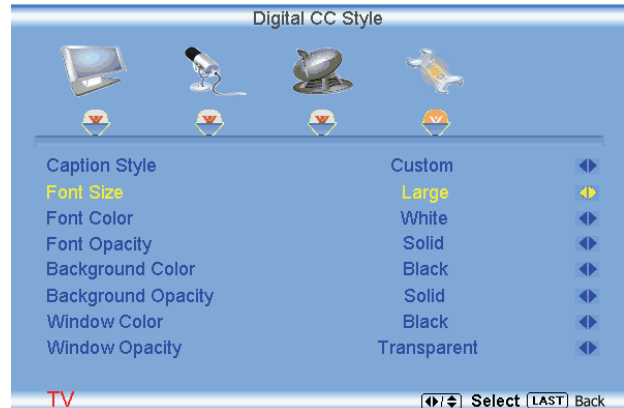 Digital CC Style
V V V V
Caption Style Custom
Font Size Large
Font Color White
Font Opacity Solid
Background Color Black
Background Opacity Solid
Window Color Black
Window Opacity Transparent
TV Select LAST Back